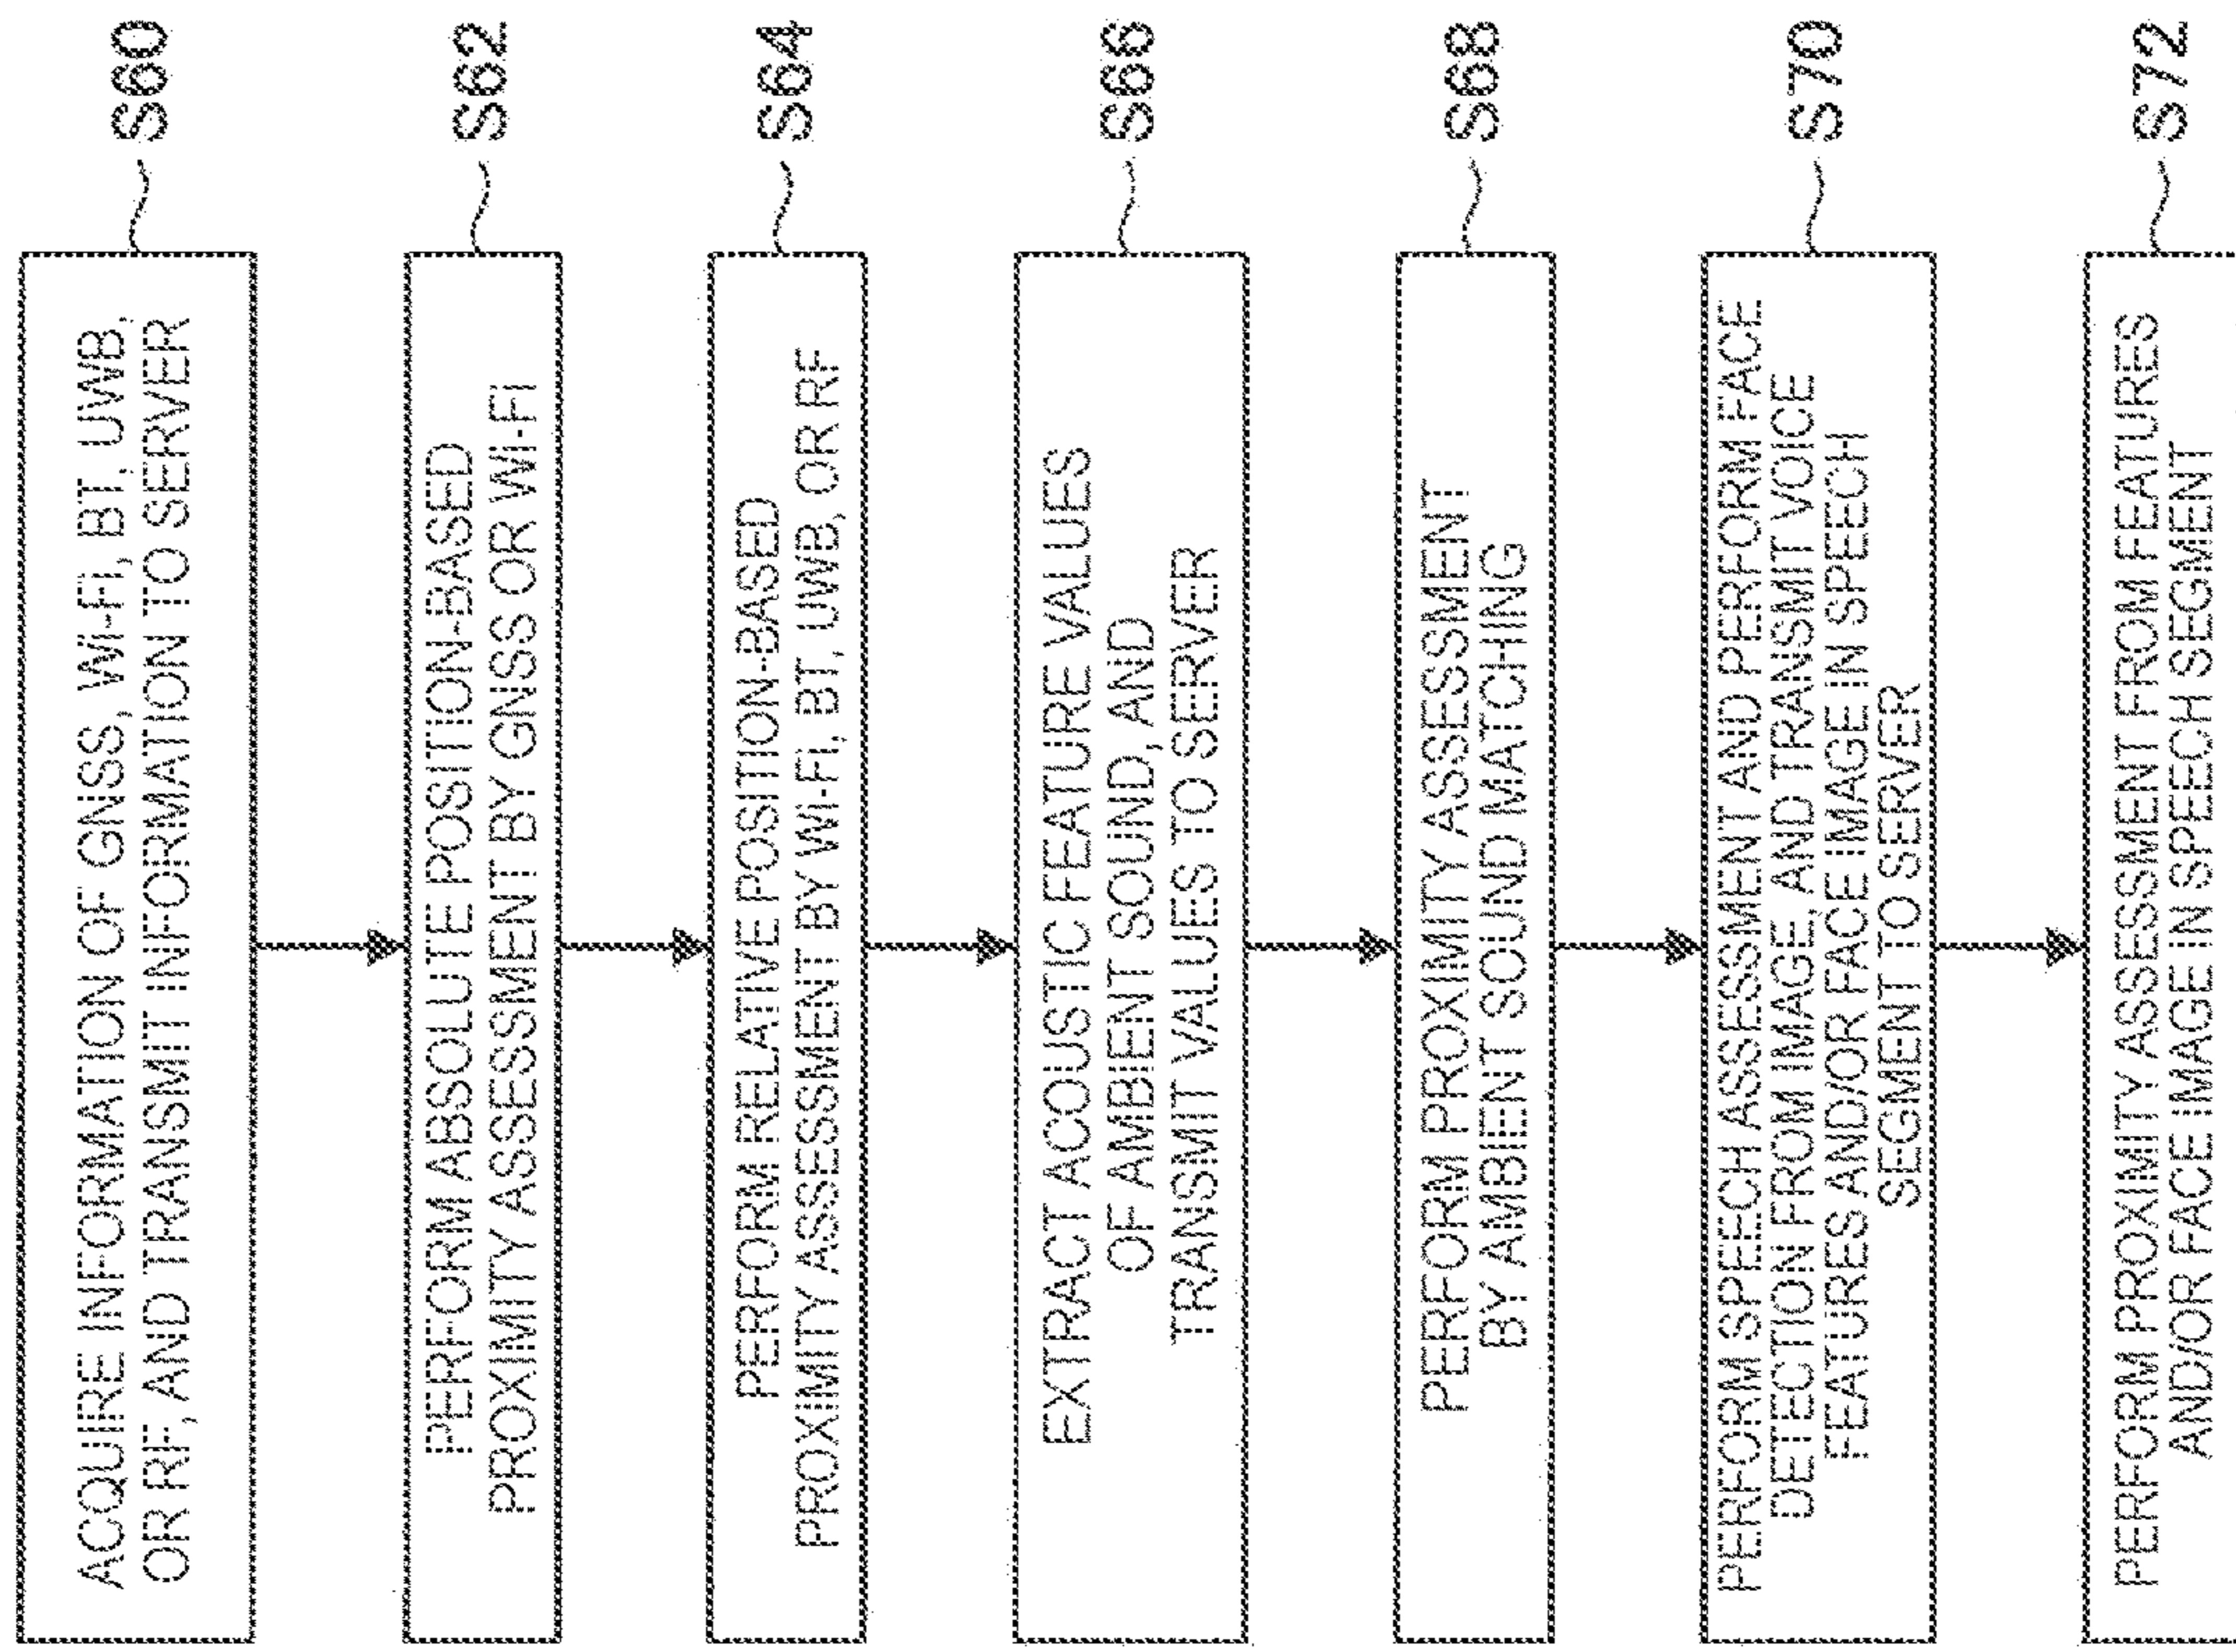 ACQUIRE INFORMATION OF GNSS, Wi-Fi, BT, UWB,
OR RF, AND TRANSMIT INFORMATION TO SERVER
S60
PERFORM ABSOLUTE POSITION-BASED
PROXIMITY ASSESSMENT BY GNSS OR Wi-Fi
S62
PERFORM RELATIVE POSITION-BASED
PROXIMITY ASSESSMENT BY Wi-Fi, BT, UWB, OR RF
S64
EXTRACT ACOUSTIC FEATURE VALUES
OF AMBIENT SOUND, AND
TRANSMIT VALUES TO SERVER
S66
PERFORM PROXIMITY ASSESSMENT
BY AMBIENT SOUND MATCHING
S68
PERFORM SPEECH ASSESSMENT AND PERFORM FACE
DETECTION FROM IMAGE, AND TRANSMIT VOICE
FEATURES AND/OR FACE IMAGE IN SPEECH
SEGMENT TO SERVER
S70
PERFORM PROXIMITY ASSESSMENT FROM FEATURES
AND/OR FACE IMAGE IN SPEECH SEGMENT
S72